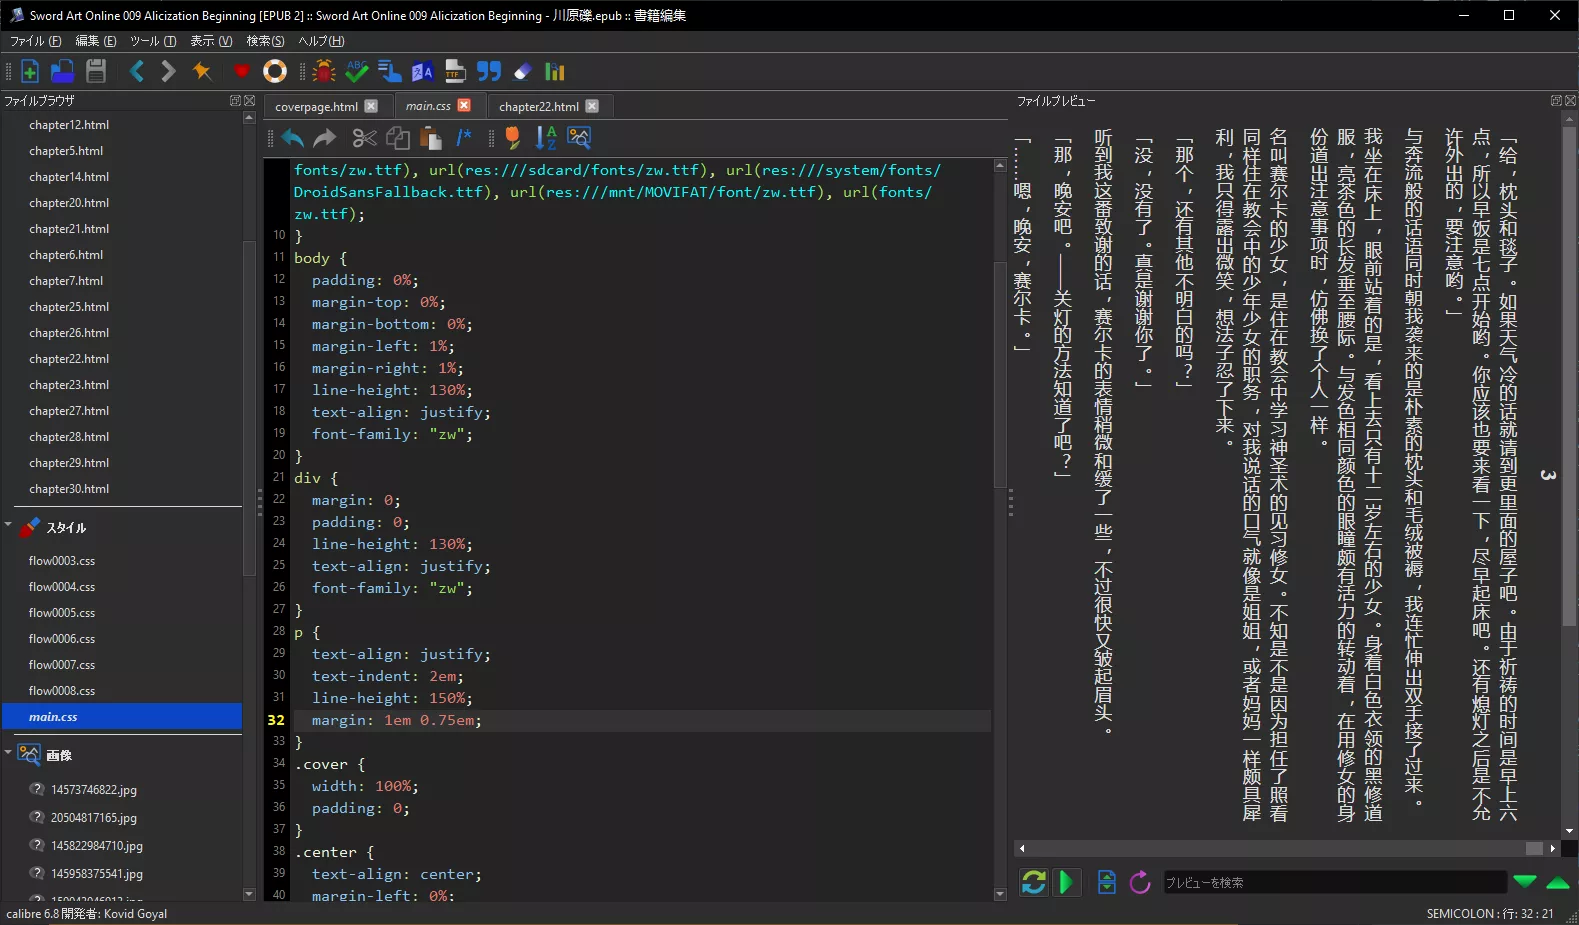 Sword Art Online 009 Alicization Beginning [EPUB 2] :: Sword Art Online 009 Alicization Beginning - 川原礫.epub :: 書籍編集
ファイル (F) 編集 (E) ツール (T) 表示 (V) 検索(S) ヘルプ(H)
ファイルブラウザ
chapter12.html
chapter5.html
chapter14.html
chapter20.html
chapter21.html
chapter6.html
chapter7.html
chapter25.html
chapter26.html
chapter22.html
chapter23.html
chapter27.html
chapter28.html
chapter29.html
chapter30.html
スタイル
flow0003.css
flow0004.css
flow0005.css
flow0006.css
flow0007.css
flow0008.css
main.css
画像
14573746822.jpg
20504817165.jpg
145822984710.jpg
145958375541.jpg
coverpage.html
main.css
chapter22.html
fonts/zw.ttf), url(res:///sdcard/fonts/zw.ttf), url(res:///system/fonts/
DroidSansFallback.ttf), url(res:///mnt/MOVIFAT/font/zw.ttf), url(fonts/
zw.ttf);
10 }
11 body {
12 padding: 0%;
13 margin-top: 0%;
14 margin-bottom: 0%;
15 margin-left: 1%;
16 margin-right: 1%;
17 line-height: 130%;
18 text-align: justify;
19 font-family: "zw";
20 }
21 div {
22 margin: 0;
23 padding: 0;
24 line-height: 130%;
25 text-align: justify;
26 font-family: "zw";
27 }
28 p {
29 text-align: justify;
30 text-indent: 2em;
31 line-height: 150%;
32 margin: 1em 0.75em;
33 }
34 .cover {
35 width: 100%;
36 padding: 0;
37 }
38 .center {
39 text-align: center;
40 margin-left: 0%;
ファイルプレビュー
3
「给，枕头和毯子。如果天气冷的话就请到更里面的屋子吧。由于祈祷的时间是早上六
点，所以早饭是七点开始哟。你应该也要来看一下，尽早起床吧。还有熄灯之后是不允
许外出的，要注意哟。」
与奔流般的话语同时朝我袭来的是朴素的枕头和毛绒被褥，我连忙伸出双手接了过来。
我坐在床上，眼前站着的是，看上去只有十二岁左右的少女。身着白色衣领的黑修道
服，亮茶色的长发垂至腰际。与发色相同颜色的眼瞳颇有活力的转动着，在用修女的身
份道出注意事项时，仿佛换了个人一样。
名叫赛尔卡的少女，是住在教会中学习神圣术的见习修女。不知是不是因为担任了照看
同样住在教会中的少年少女的职务，对我说话的口气就像是姐姐，或者妈妈一样颇具犀
利，我只得露出微笑，想法子忍了下来。
「那个，还有其他不明白的吗？」
「没，没有了。真是谢谢你了。」
听到我这番致谢的话，赛尔卡的表情稍微和缓了一些，不过很快又皱起眉头。
「那，晚安吧。——关灯的方法知道了吧？」
「……嗯，晚安，赛尔卡。」
プレビューを検索
calibre 6.8 開発者: Kovid Goyal
SEMICOLON : 行: 32 : 21